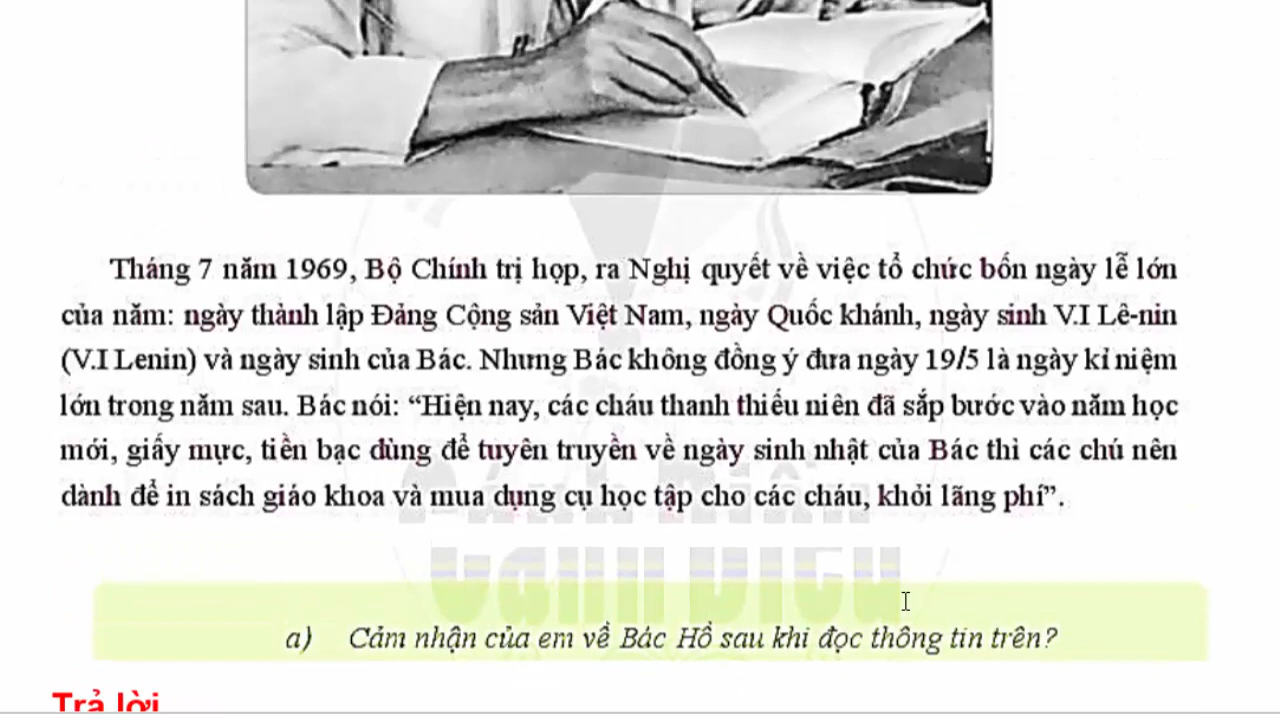 Tháng 7 năm 1969, Bộ Chính trị họp, ra Nghị quyết về việc tổ chức bốn ngày lễ lớn
của năm: ngày thành lập Đảng Cộng sản Việt Nam, ngày Quốc khánh, ngày sinh V.I Lê-nin
(V.I Lenin) và ngày sinh của Bác. Nhưng Bác không đồng ý đưa ngày 19/5 là ngày kỉ niệm
lớn trong năm sau. Bác nói: “Hiện nay, các cháu thanh thiếu niên đã sắp bước vào năm học
mới, giấy mực, tiền bạc dùng để tuyên truyền về ngày sinh nhật của Bác thì các chú nên
dành để in sách giáo khoa và mua dụng cụ học tập cho các cháu, khỏi lãng phí”.
Cánh Diều
a) Cảm nhận của em về Bác Hồ sau khi đọc thông tin trên?
Trả lời